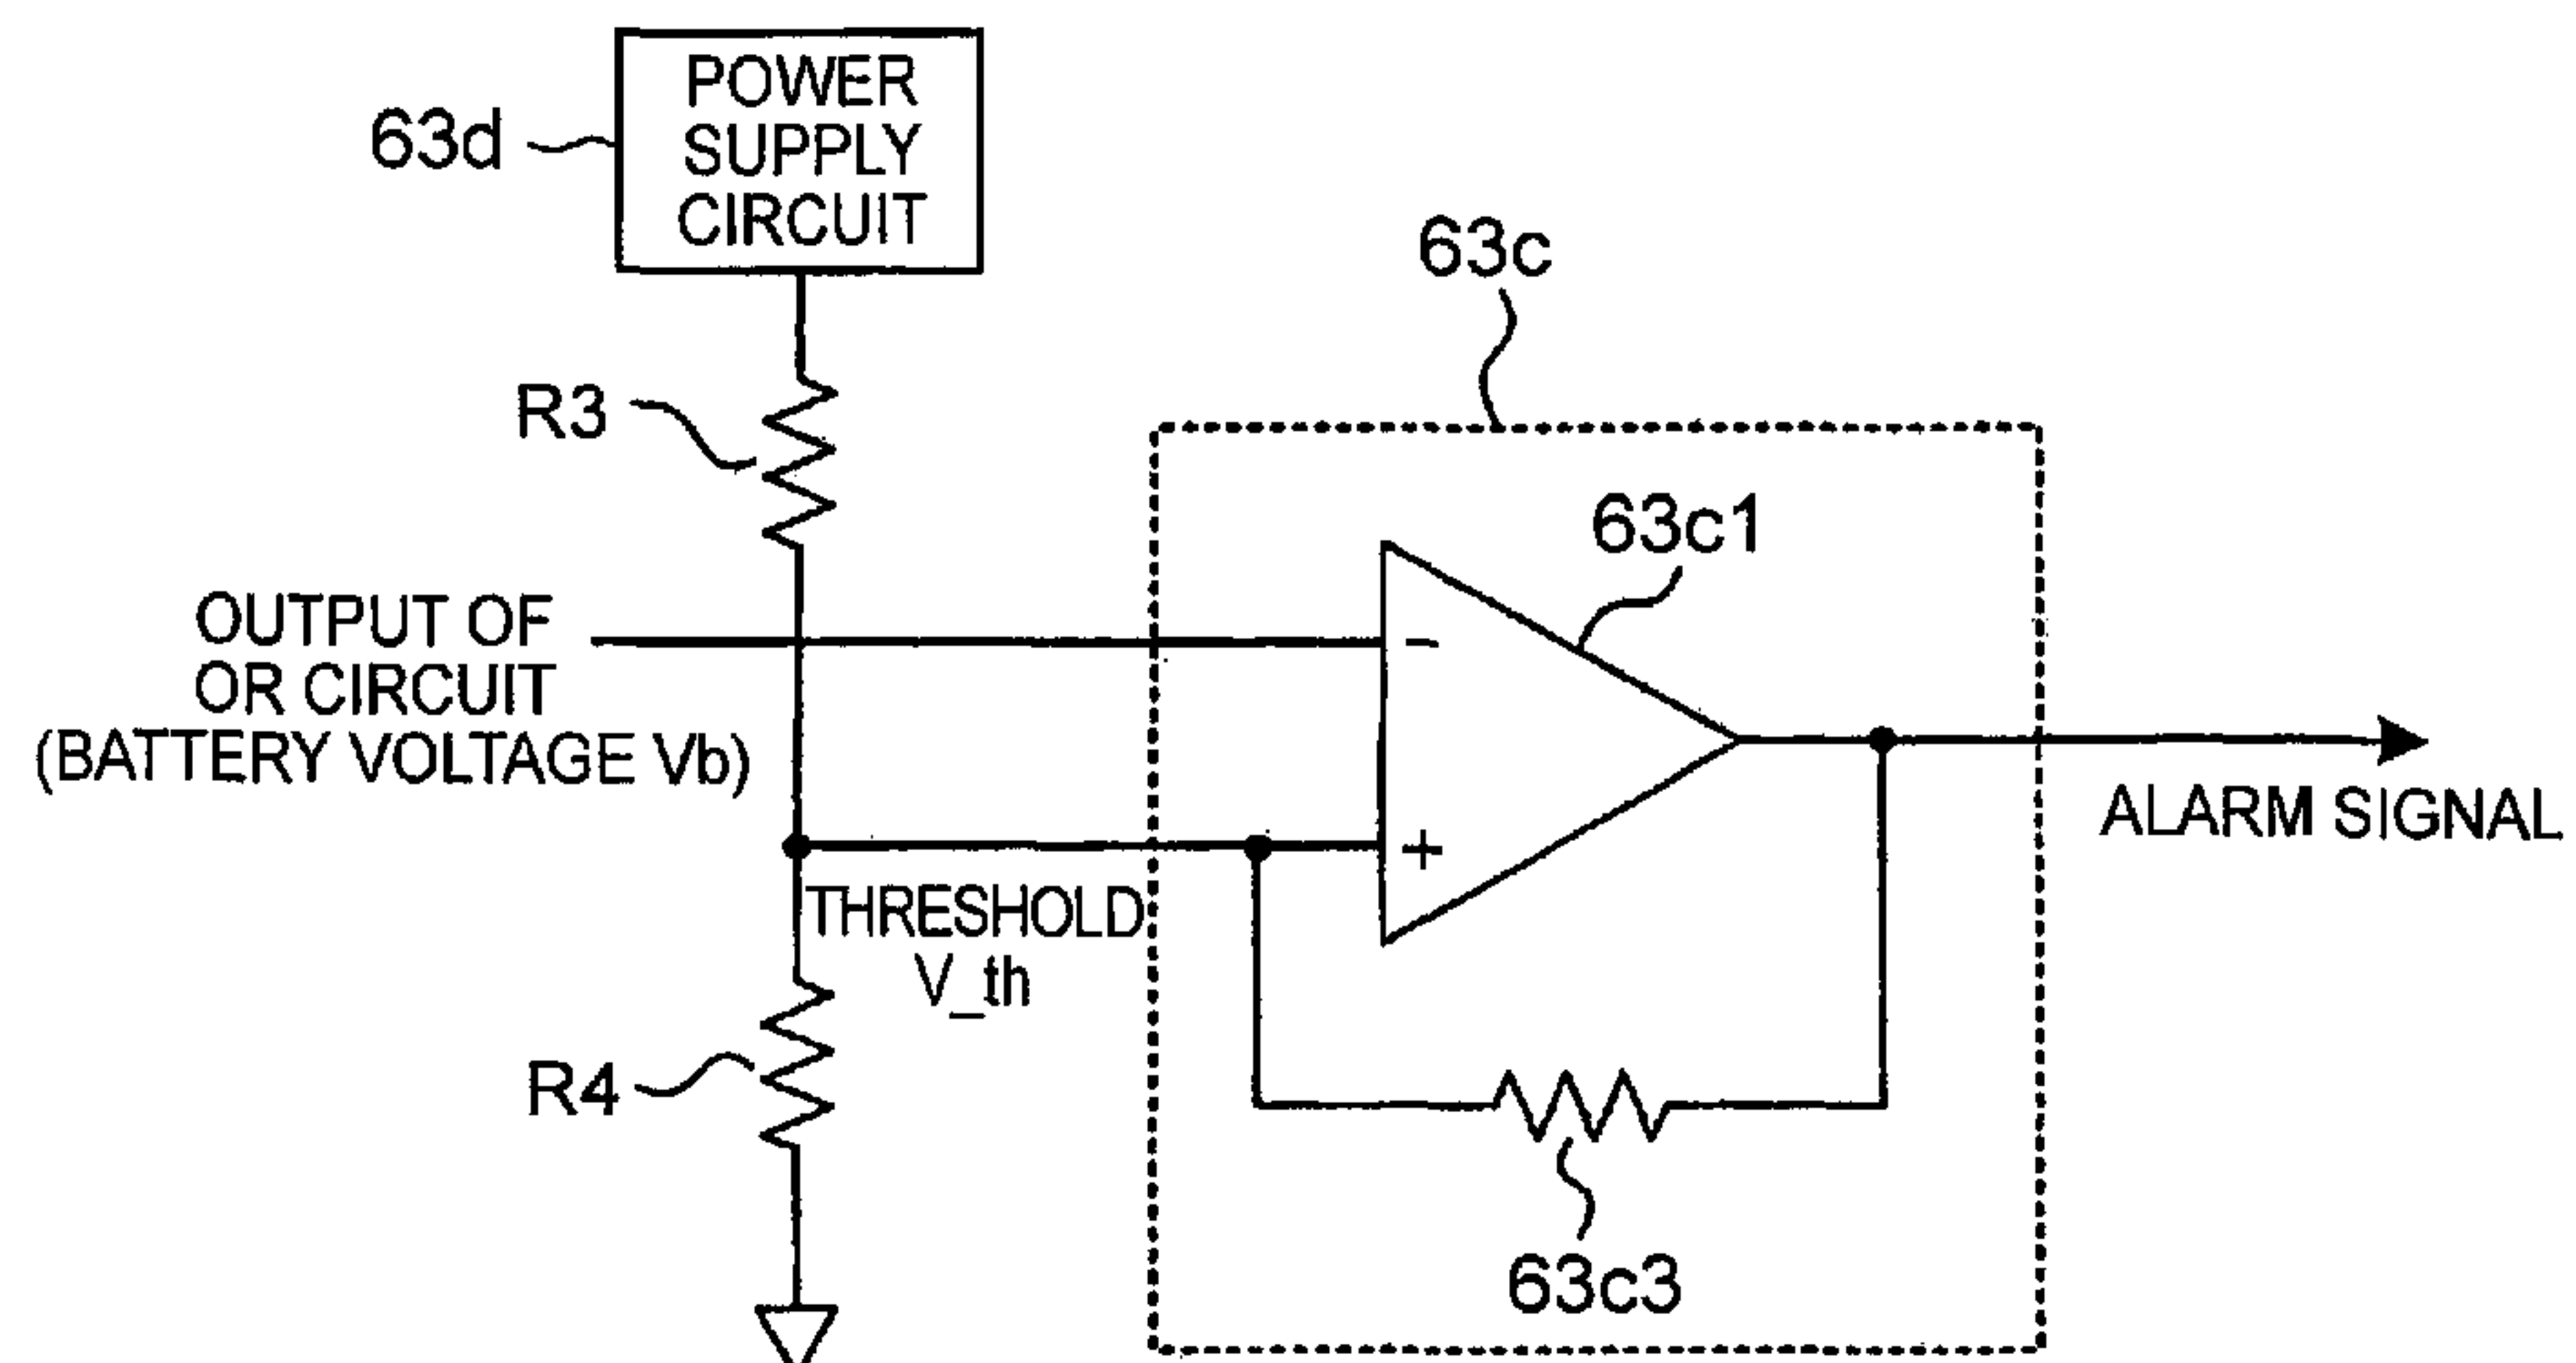 POWER
SUPPLY
CIRCUIT
63d
63c
R3
63c1
OUTPUT OF
OR CIRCUIT
(BATTERY VOLTAGE Vb)
-
+
ALARM SIGNAL
THRESHOLD
V_th
R4
63c3